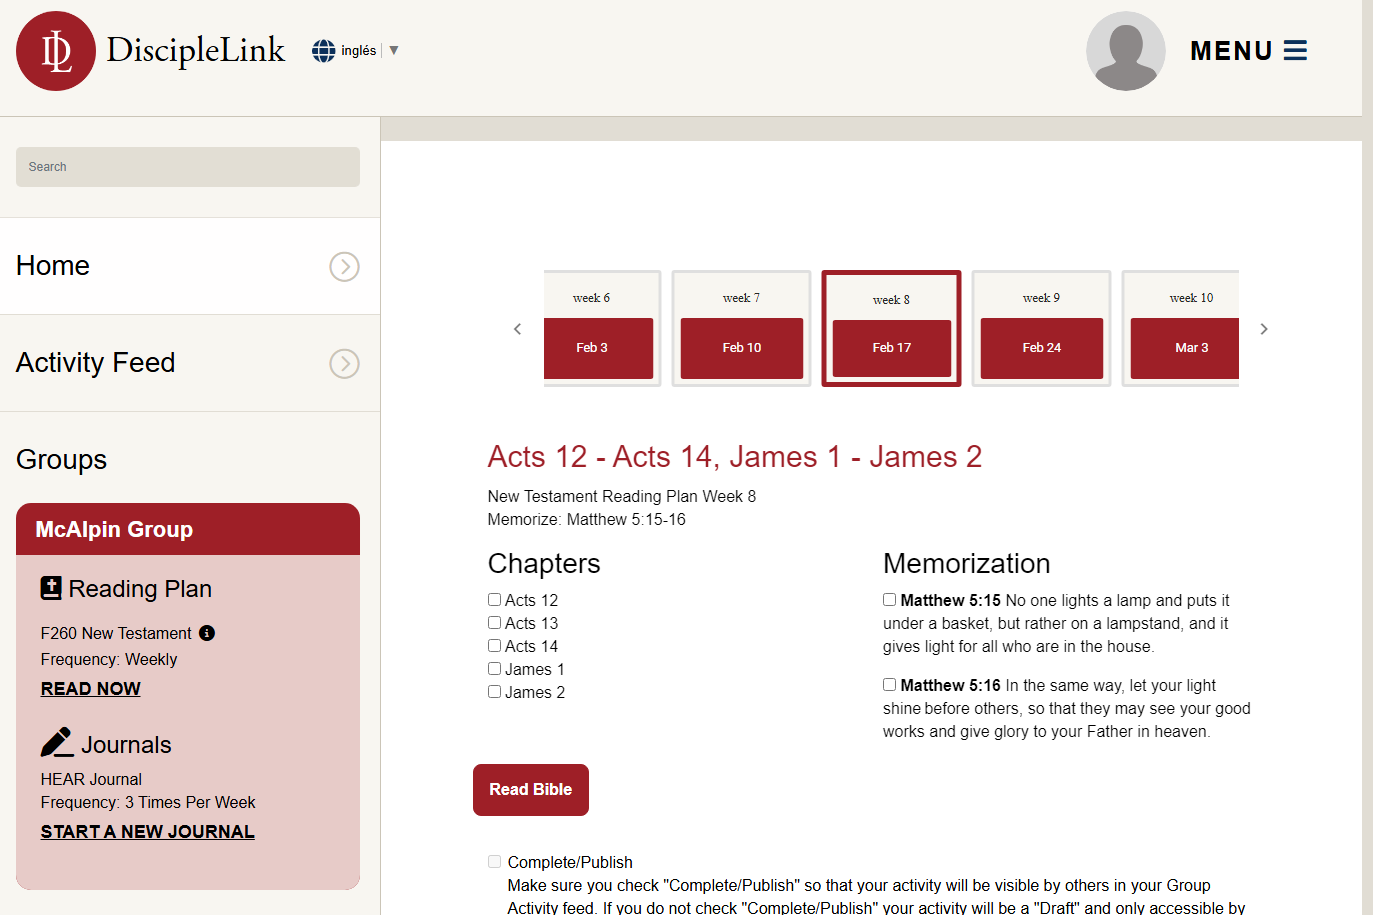 DL DiscipleLink
inglés ▼
MENU
Search
Home
Activity Feed
Groups
McAlpin Group
Reading Plan
F260 New Testament
Frequency: Weekly
READ NOW
Journals
HEAR Journal
Frequency: 3 Times Per Week
START A NEW JOURNAL
week 6
Feb 3
week 7
Feb 10
week 8
Feb 17
week 9
Feb 24
week 10
Mar 3
Acts 12 - Acts 14, James 1 - James 2
New Testament Reading Plan Week 8
Memorize: Matthew 5:15-16
Chapters
Acts 12
Acts 13
Acts 14
James 1
James 2
Memorization
Matthew 5:15 No one lights a lamp and puts it
under a basket, but rather on a lampstand, and it
gives light for all who are in the house.
Matthew 5:16 In the same way, let your light
shine before others, so that they may see your good
works and give glory to your Father in heaven.
Read Bible
Complete/Publish
Make sure you check "Complete/Publish" so that your activity will be visible by others in your Group
Activity feed. If you do not check "Complete/Publish" your activity will be a "Draft" and only accessible by